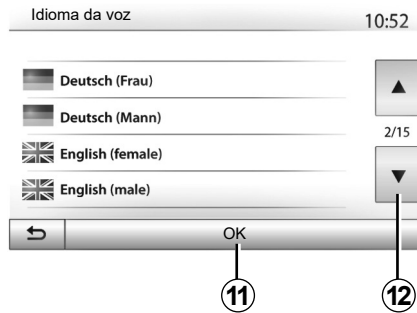 Idioma da voz
10:52
Deutsch (Frau)
Deutsch (Mann)
2/15
English (female)
English (male)
OK
11
12